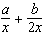 a/x + b/2x